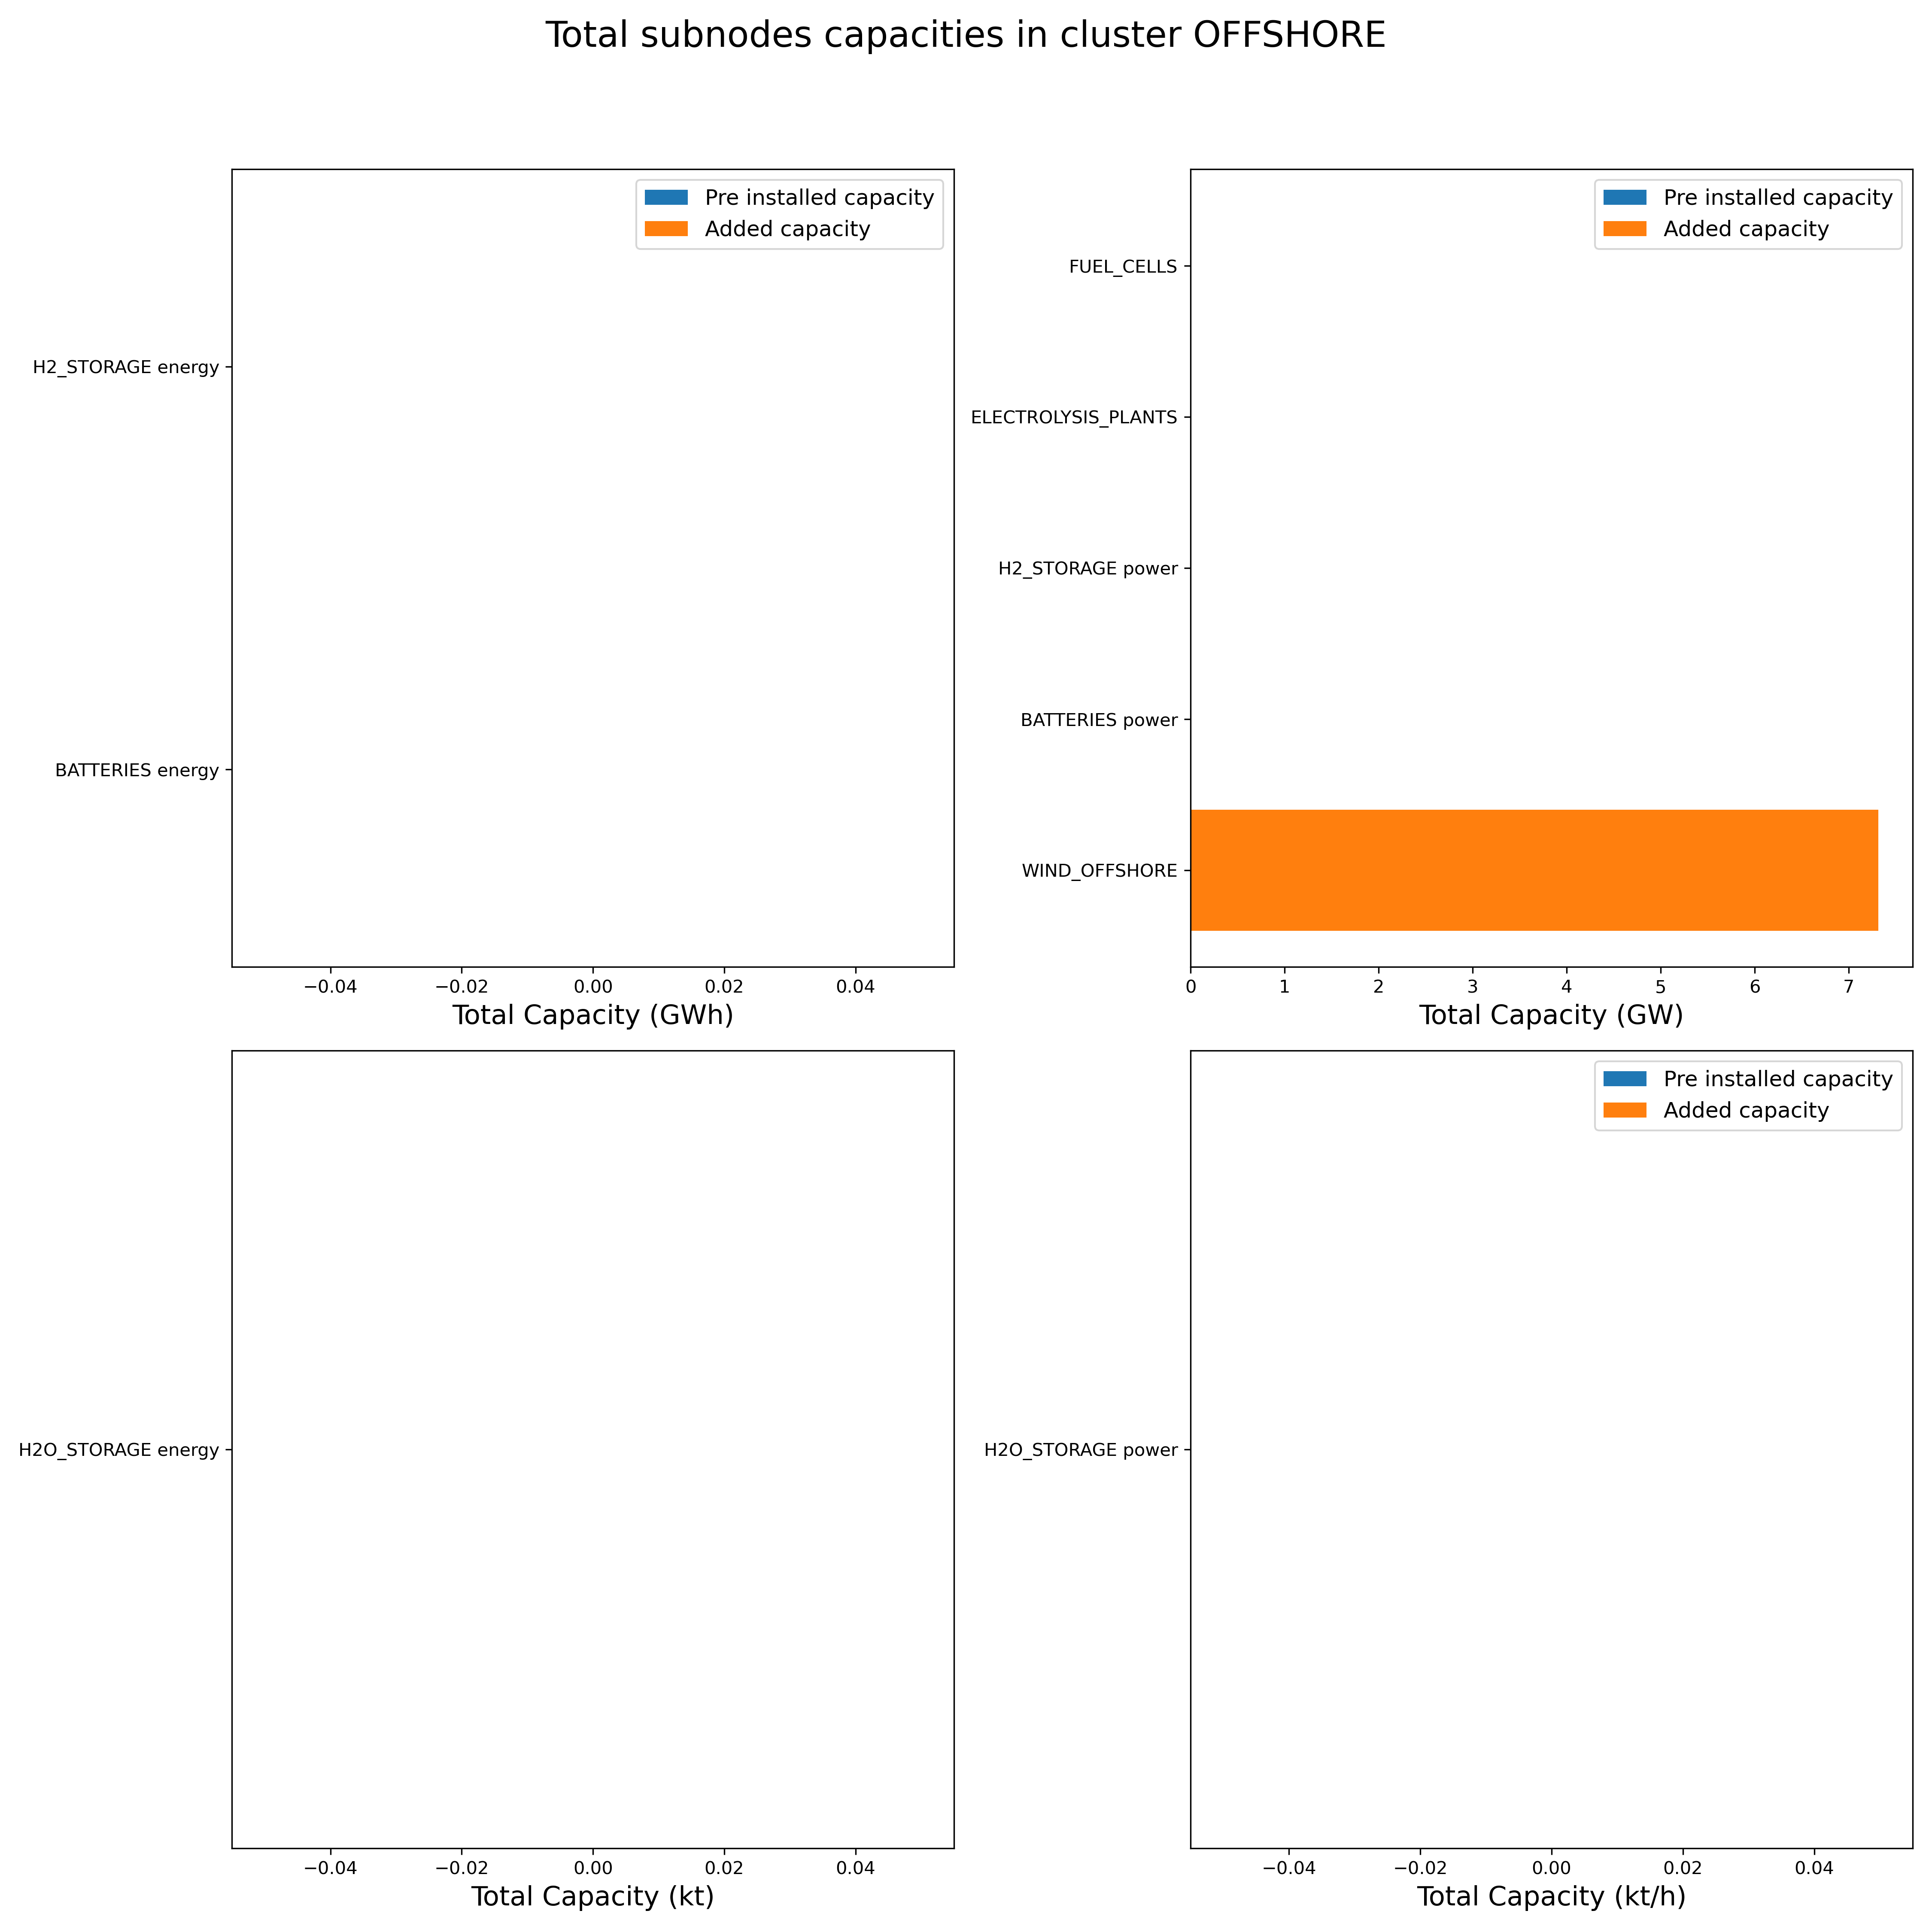 Total subnodes capacities in cluster OFFSHORE
Pre installed capacity
Added capacity
H2_STORAGE energy
BATTERIES energy
−0.04 −0.02 0.00 0.02 0.04
Total Capacity (GWh)
Pre installed capacity
Added capacity
FUEL_CELLS
ELECTROLYSIS_PLANTS
H2_STORAGE power
BATTERIES power
WIND_OFFSHORE
0 1 2 3 4 5 6 7
Total Capacity (GW)
H2O_STORAGE energy
−0.04 −0.02 0.00 0.02 0.04
Total Capacity (kt)
Pre installed capacity
Added capacity
H2O_STORAGE power
−0.04 −0.02 0.00 0.02 0.04
Total Capacity (kt/h)